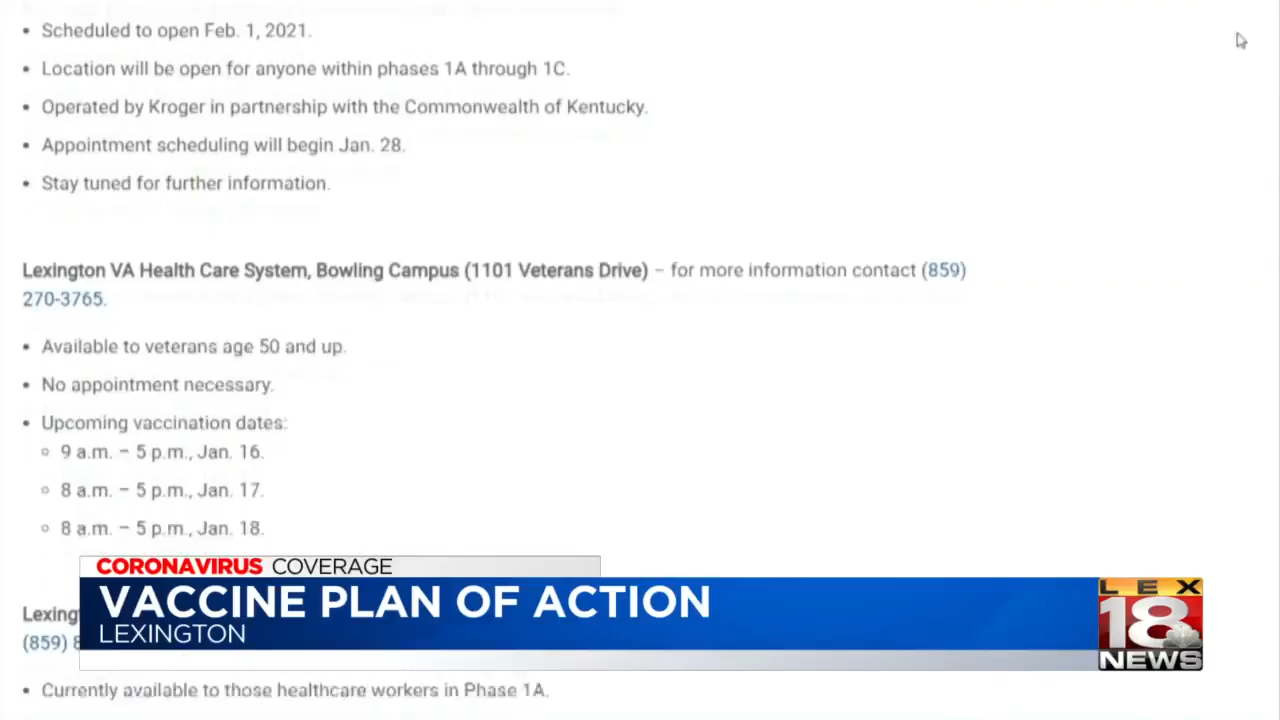 • Scheduled to open Feb. 1, 2021.
• Location will be open for anyone within phases 1A through 1C.
• Operated by Kroger in partnership with the Commonwealth of Kentucky.
• Appointment scheduling will begin Jan. 28.
• Stay tuned for further information.
Lexington VA Health Care System, Bowling Campus (1101 Veterans Drive) – for more information contact (859)
270-3765.
• Available to veterans age 50 and up.
• No appointment necessary.
• Upcoming vaccination dates:
◦ 9 a.m. – 5 p.m., Jan. 16.
◦ 8 a.m. – 5 p.m., Jan. 17.
◦ 8 a.m. – 5 p.m., Jan. 18.
CORONAVIRUS COVERAGE
VACCINE PLAN OF ACTION
LEXINGTON
LEX
18
NEWS
Lexing
(859) 8
• Currently available to those healthcare workers in Phase 1A.